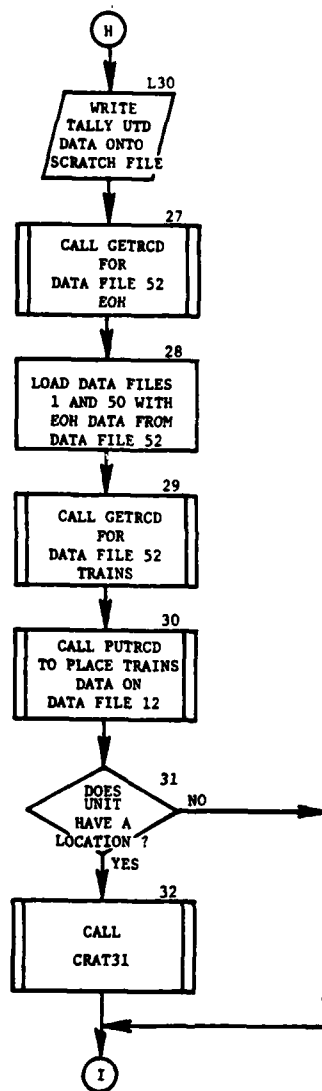 H
L30
WRITE
TALLY UTD
DATA ONTO
SCRATCH FILE
27
CALL GETRCD
FOR
DATA FILE 52
EOH
28
LOAD DATA FILES
1 AND 50 WITH
EOH DATA FROM
DATA FILE 52
29
CALL GETRCD
FOR
DATA FILE 52
TRAINS
30
CALL PUTRCD
TO PLACE TRAINS
DATA ON
DATA FILE 12
31
DOES
UNIT
HAVE A
LOCATION ?
NO
YES
32
CALL
CRAT31
I